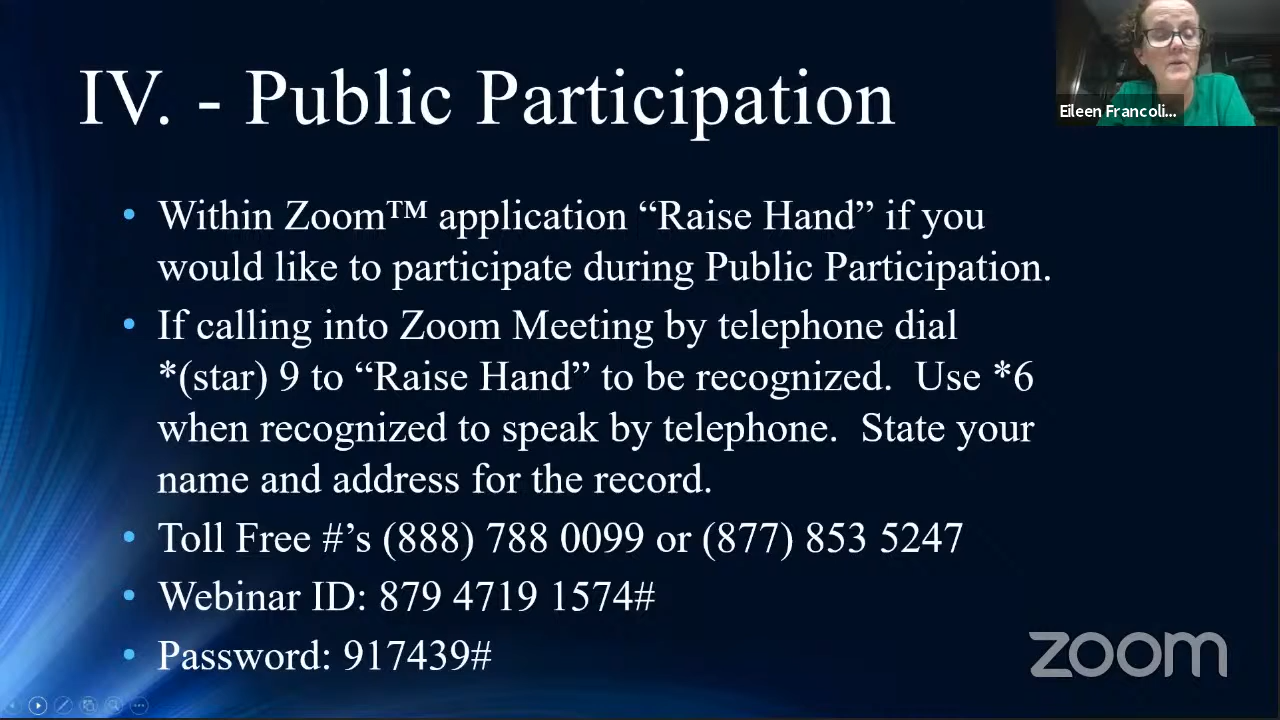 IV. - Public Participation
Eileen Francoli...
• Within Zoom™ application “Raise Hand” if you
would like to participate during Public Participation.
• If calling into Zoom Meeting by telephone dial
*(star) 9 to “Raise Hand” to be recognized.  Use *6
when recognized to speak by telephone.  State your
name and address for the record.
• Toll Free #’s (888) 788 0099 or (877) 853 5247
• Webinar ID: 879 4719 1574#
• Password: 917439#
zoom